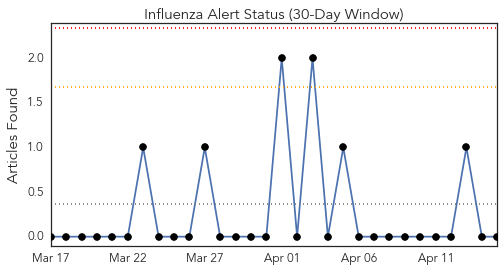 Influenza Alert Status (30-Day Window)
Articles Found
2.0
1.5
1.0
0.5
0.0
Mar 17 Mar 22 Mar 27 Apr 01 Apr 06 Apr 11